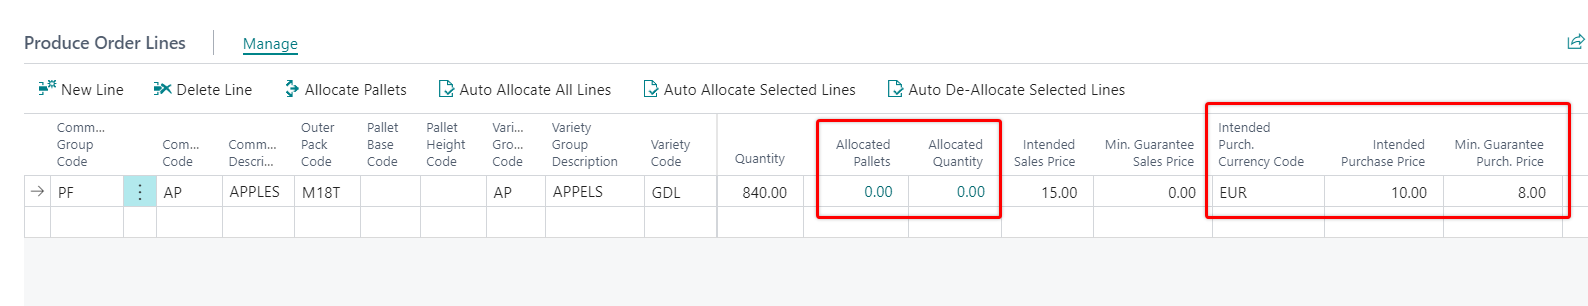 Produce Order Lines Manage
New Line Delete Line Allocate Pallets Auto Allocate All Lines Auto Allocate Selected Lines Auto De-Allocate Selected Lines
Comm... Group Code
Com... Code
Comm... Descri...
Outer Pack Code
Pallet Base Code
Pallet Height Code
Vari... Gro... Code
Variety Group Description
Variety Code
Quantity
Allocated Pallets
Allocated Quantity
Intended Sales Price
Min. Guarantee Sales Price
Intended Purch. Currency Code
Intended Purchase Price
Min. Guarantee Purch. Price
PF AP APPLES M18T AP APPELS GDL 840.00 0.00 0.00 15.00 0.00 EUR 10.00 8.00